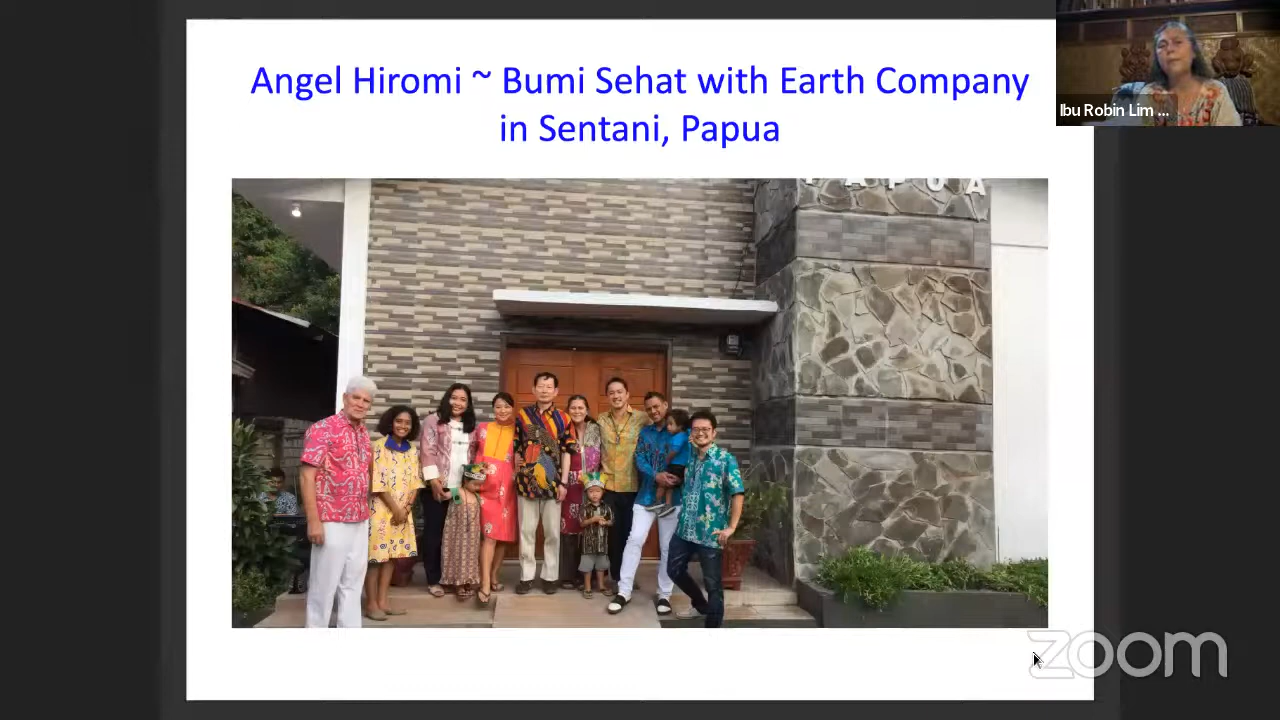 Angel Hiromi ~ Bumi Sehat with Earth Company
in Sentani, Papua
Ibu Robin Lim ...
PAPUA
zoom